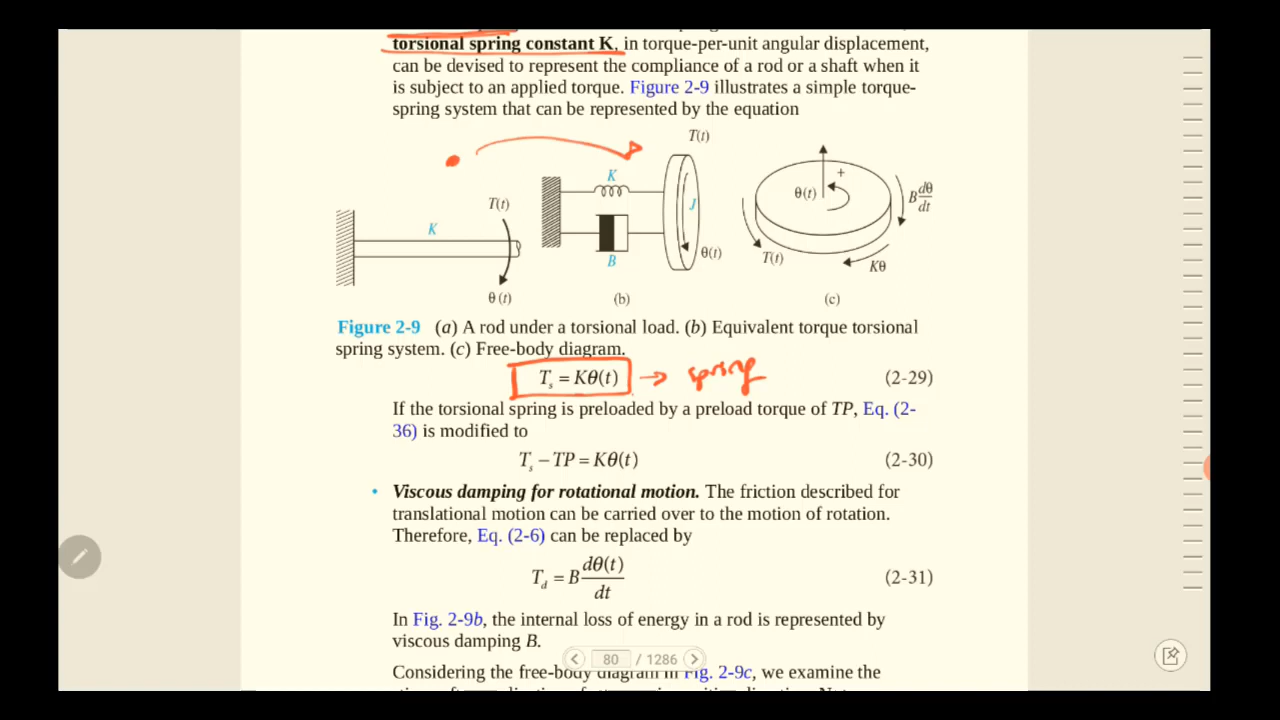 torsional spring constant K, in torque-per-unit angular displacement,
can be devised to represent the compliance of a rod or a shaft when it
is subject to an applied torque. Figure 2-9 illustrates a simple torque-
spring system that can be represented by the equation
K
T(t)
θ(t)
K
B
T(t)
J
θ(t)
(b)
θ(t)
+
B dθ/dt
T(t)
Kθ
(c)
Figure 2-9 (a) A rod under a torsional load. (b) Equivalent torque torsional
spring system. (c) Free-body diagram.
T_s = Kθ(t) → spring (2-29)
If the torsional spring is preloaded by a preload torque of TP, Eq. (2-
36) is modified to
T_s − TP = Kθ(t) (2-30)
• Viscous damping for rotational motion. The friction described for
translational motion can be carried over to the motion of rotation.
Therefore, Eq. (2-6) can be replaced by
T_d = B dθ(t)/dt (2-31)
In Fig. 2-9b, the internal loss of energy in a rod is represented by
viscous damping B.
80 / 1286
Considering the free-body diagram in Fig. 2-9c, we examine the